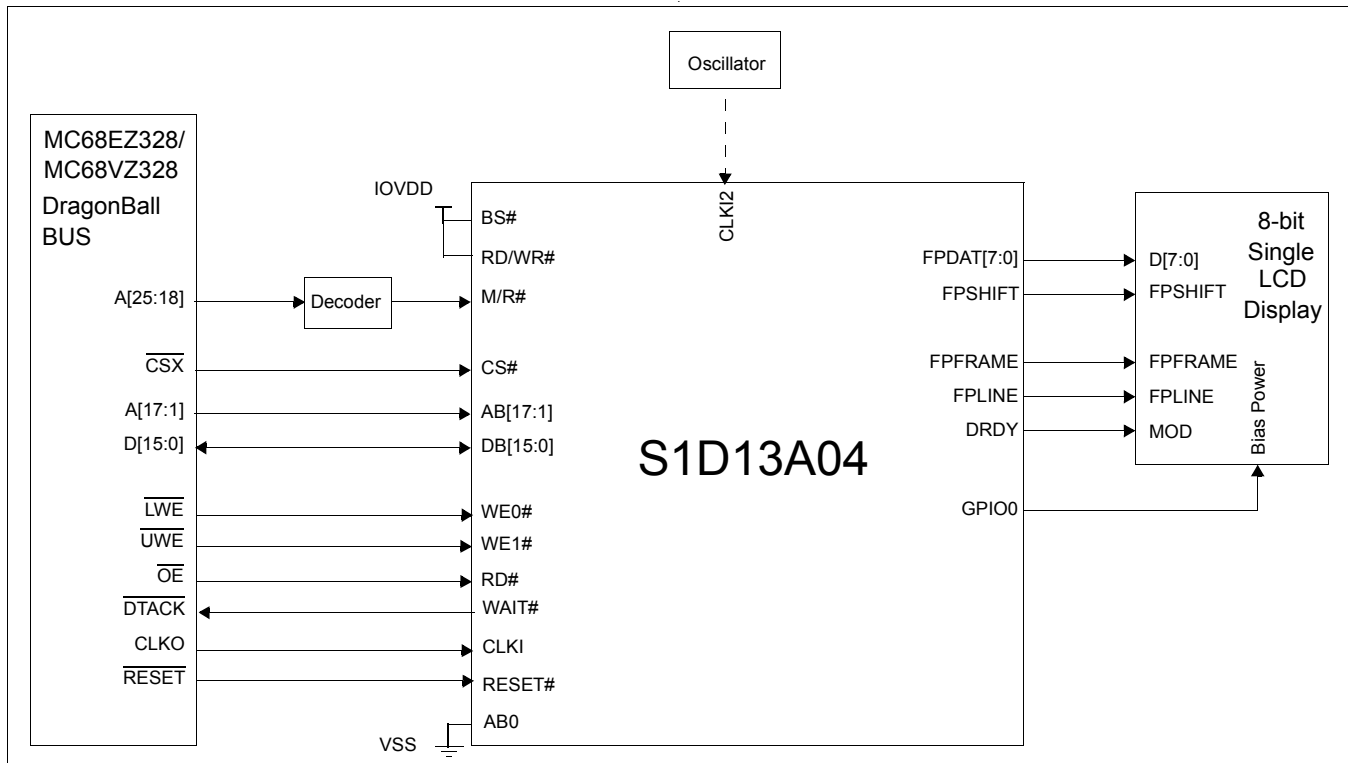 Oscillator
MC68EZ328/
MC68VZ328
DragonBall
BUS
A[25:18]
CSX
A[17:1]
D[15:0]
LWE
UWE
OE
DTACK
CLKO
RESET
Decoder
IOVDD
VSS
BS#
RD/WR#
M/R#
CS#
AB[17:1]
DB[15:0]
WE0#
WE1#
RD#
WAIT#
CLKI
RESET#
AB0
CLKI2
S1D13A04
FPDAT[7:0]
FPSHIFT
FPFRAME
FPLINE
DRDY
GPIO0
D[7:0]
FPSHIFT
FPFRAME
FPLINE
MOD
8-bit
Single
LCD
Display
Bias Power